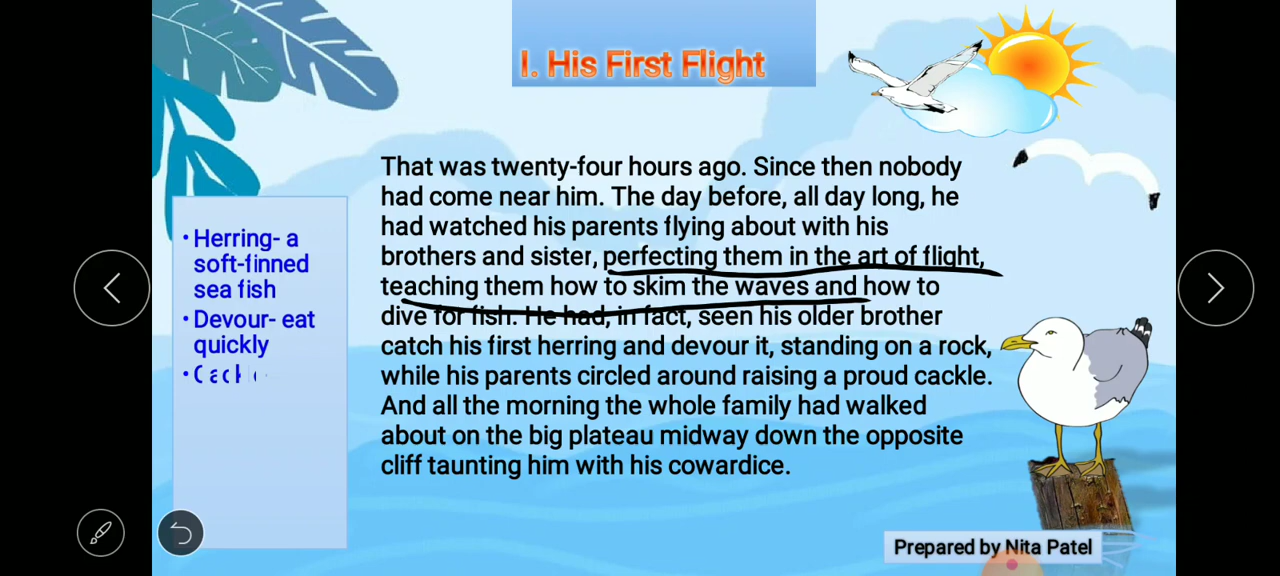 I. His First Flight
That was twenty-four hours ago. Since then nobody
had come near him. The day before, all day long, he
had watched his parents flying about with his
brothers and sister, perfecting them in the art of flight,
teaching them how to skim the waves and how to
dive for fish. He had, in fact, seen his older brother
catch his first herring and devour it, standing on a rock,
while his parents circled around raising a proud cackle.
And all the morning the whole family had walked
about on the big plateau midway down the opposite
cliff taunting him with his cowardice.
• Herring- a
soft-finned
sea fish
• Devour- eat
quickly
Prepared by Nita Patel